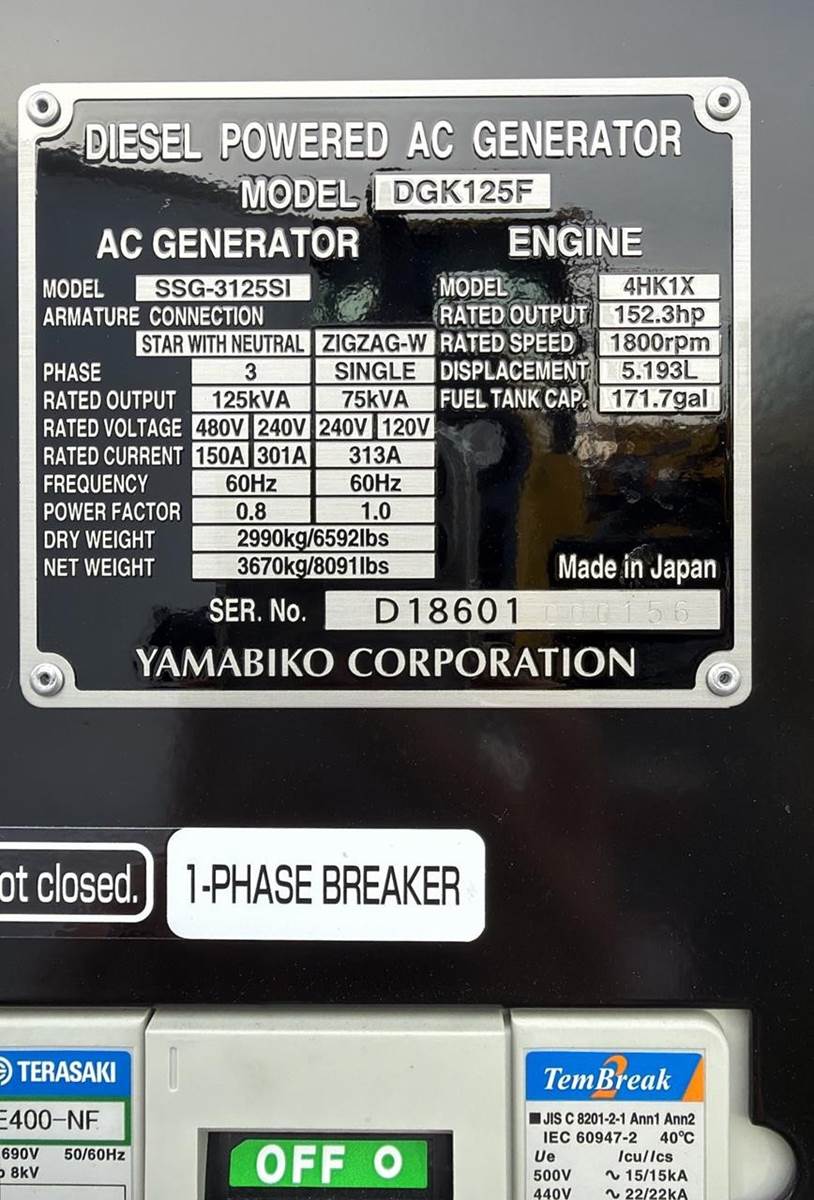 DIESEL POWERED AC GENERATOR
MODEL DGK125F
AC GENERATOR
MODEL SSG-3125SI
ARMATURE CONNECTION
STAR WITH NEUTRAL ZIGZAG-W
PHASE 3 SINGLE
RATED OUTPUT 125kVA 75kVA
RATED VOLTAGE 480V 240V 240V 120V
RATED CURRENT 150A 301A 313A
FREQUENCY 60Hz 60Hz
POWER FACTOR 0.8 1.0
DRY WEIGHT 2990kg/6592lbs
NET WEIGHT 3670kg/8091lbs
ENGINE
MODEL 4HK1X
RATED OUTPUT 152.3hp
RATED SPEED 1800rpm
DISPLACEMENT 5.193L
FUEL TANK CAP. 171.7gal
Made in Japan
SER. No. D18601 000156
YAMABIKO CORPORATION
ot closed.
1-PHASE BREAKER
TERASAKI
E400-NF
690V 50/60Hz
8kV
OFF O
TemBreak 2
JIS C 8201-2-1 Ann1 Ann2
IEC 60947-2 40°C
Ue Icu/Ics
500V ∿ 15/15kA
440V ∿ 22/22kA